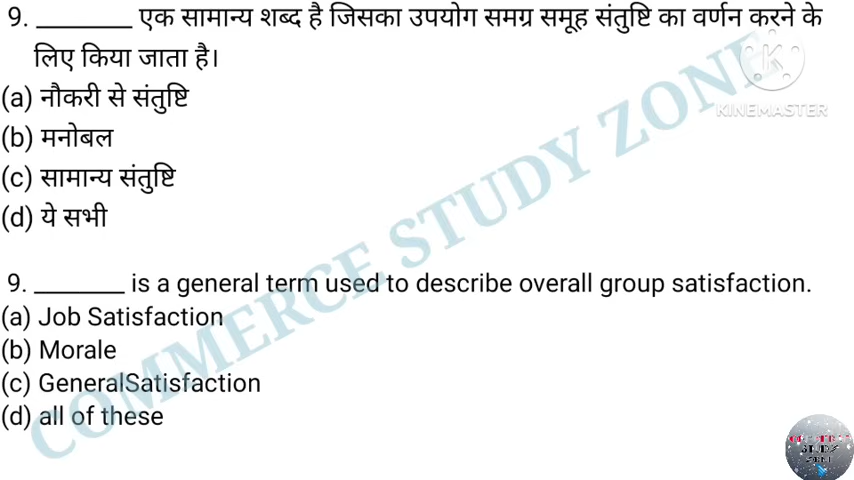 9. ________ एक सामान्य शब्द है जिसका उपयोग समग्र समूह संतुष्टि का वर्णन करने के
लिए किया जाता है।
(a) नौकरी से संतुष्टि
(b) मनोबल
(c) सामान्य संतुष्टि
(d) ये सभी
9. ________ is a general term used to describe overall group satisfaction.
(a) Job Satisfaction
(b) Morale
(c) GeneralSatisfaction
(d) all of these
COMMERCE STUDY ZONE
K
KINEMASTER
STUDY